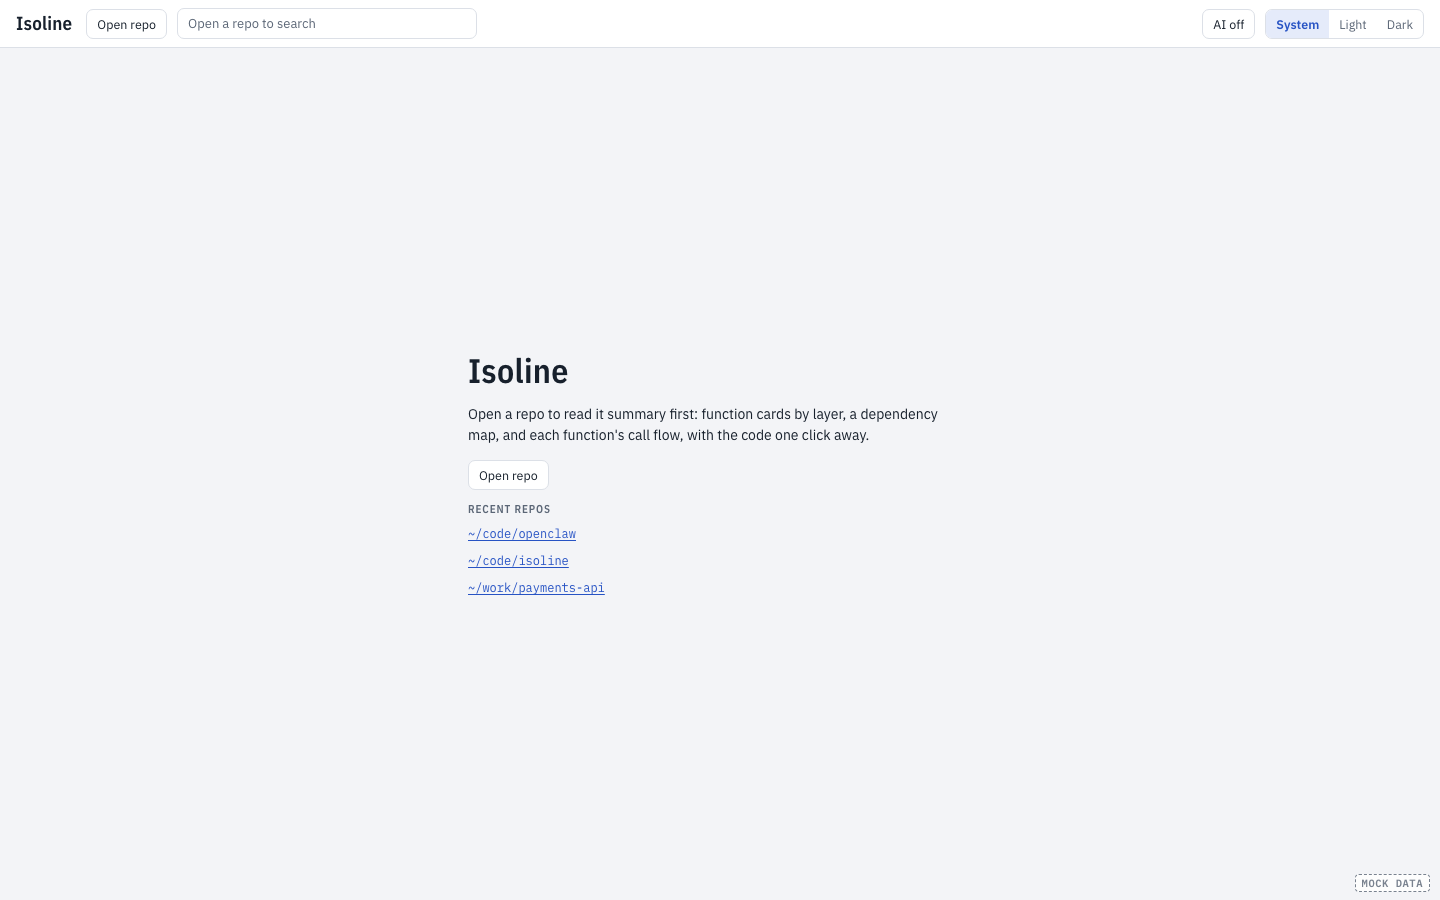 Isoline
Open repo
Open a repo to search
AI off
System
Light
Dark
Isoline
Open a repo to read it summary first: function cards by layer, a dependency
map, and each function's call flow, with the code one click away.
Open repo
RECENT REPOS
~/code/openclaw
~/code/isoline
~/work/payments-api
MOCK DATA